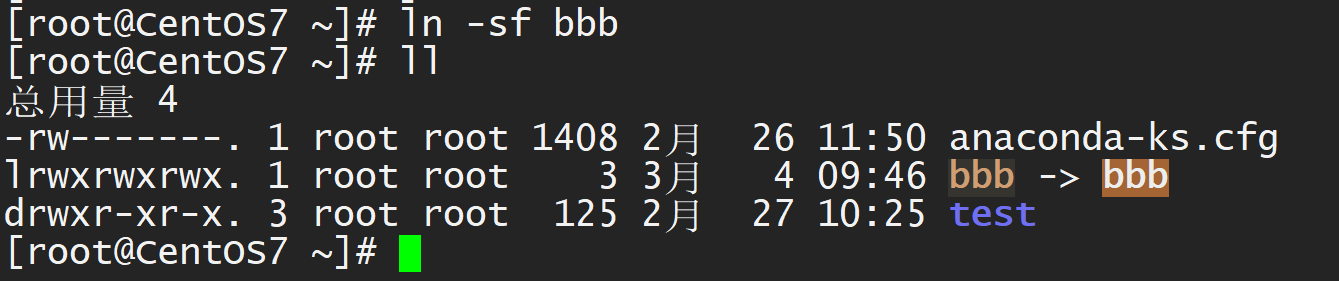 [root@CentOS7 ~]# ln -sf bbb
[root@CentOS7 ~]# ll
总用量 4
-rw-------. 1 root root 1408 2月  26 11:50 anaconda-ks.cfg
lrwxrwxrwx. 1 root root    3 3月   4 09:46 bbb -> bbb
drwxr-xr-x. 3 root root  125 2月  27 10:25 test
[root@CentOS7 ~]#